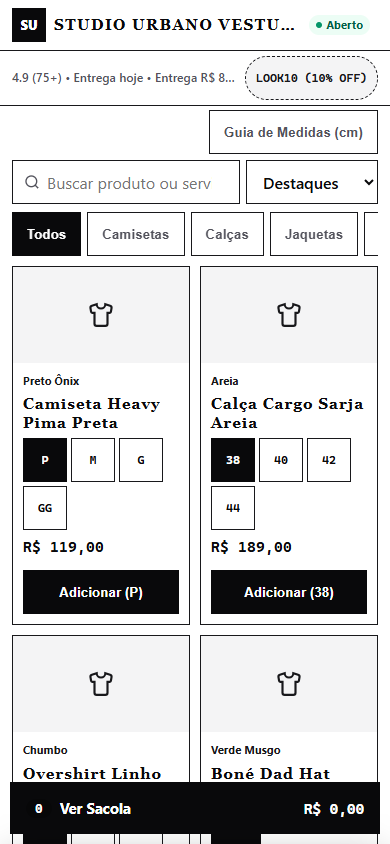 SU STUDIO URBANO VESTU... Aberto
4.9 (75+) • Entrega hoje • Entrega R$ 8... LOOK10 (10% OFF)
Guia de Medidas (cm)
Buscar produto ou serv Destaques
Todos Camisetas Calças Jaquetas
Preto Ônix
Camiseta Heavy
Pima Preta
P M G
GG
R$ 119,00
Adicionar (P)
Areia
Calça Cargo Sarja
Areia
38 40 42
44
R$ 189,00
Adicionar (38)
Chumbo
Overshirt Linho
Verde Musgo
Boné Dad Hat
0 Ver Sacola R$ 0,00